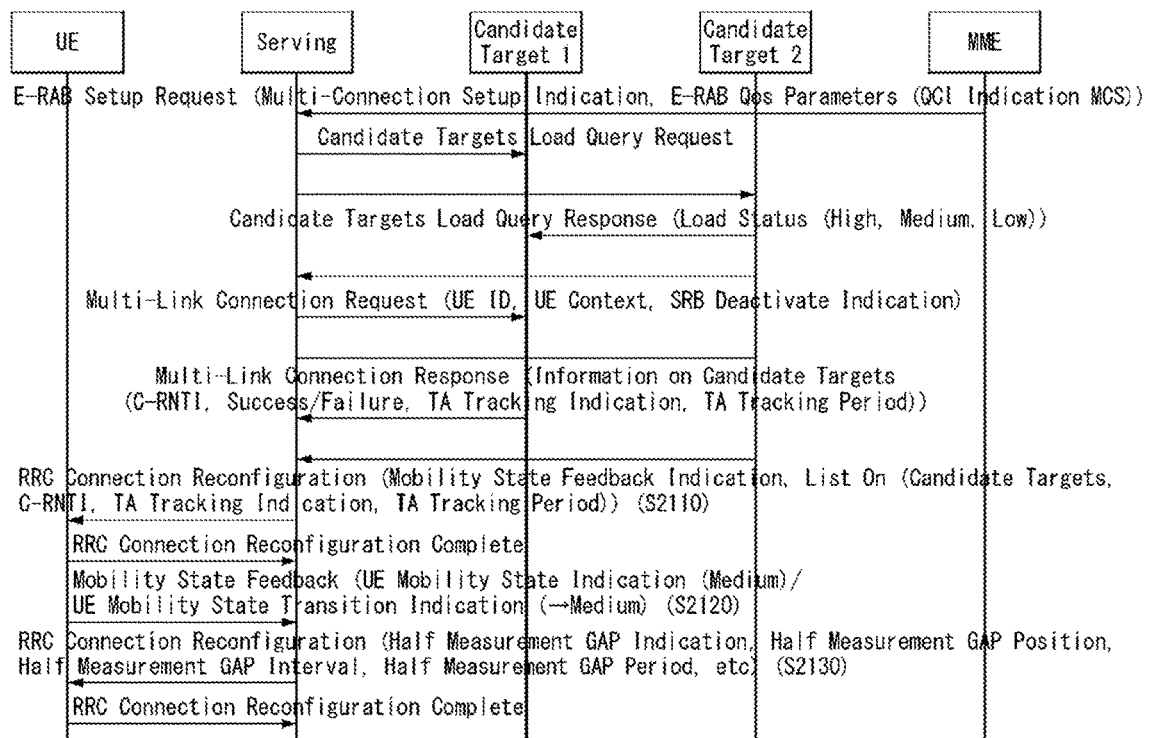 UE
Serving
Candidate
Target 1
Candidate
Target 2
MME
E-RAB Setup Request (Multi-Connection Setup Indication, E-RAB Qos Parameters (QCI Indication MCS))
Candidate Targets Load Query Request
Candidate Targets Load Query Response (Load Status (High, Medium, Low))
Multi-Link Connection Request (UE ID, UE Context, SRB Deactivate Indication)
Multi-Link Connection Response (Information on Candidate Targets
(C-RNTI, Success/Failure, TA Tracking Indication, TA Tracking Period))
RRC Connection Reconfiguration (Mobility State Feedback Indication, List On (Candidate Targets,
C-RNTI, TA Tracking Indication, TA Tracking Period)) (S2110)
RRC Connection Reconfiguration Complete
Mobility State Feedback (UE Mobility State Indication (Medium)/
UE Mobility State Transition Indication (→Medium) (S2120)
RRC Connection Reconfiguration (Half Measurement GAP Indication, Half Measurement GAP Position,
Half Measurement GAP Interval, Half Measurement GAP Period, etc) (S2130)
RRC Connection Reconfiguration Complete